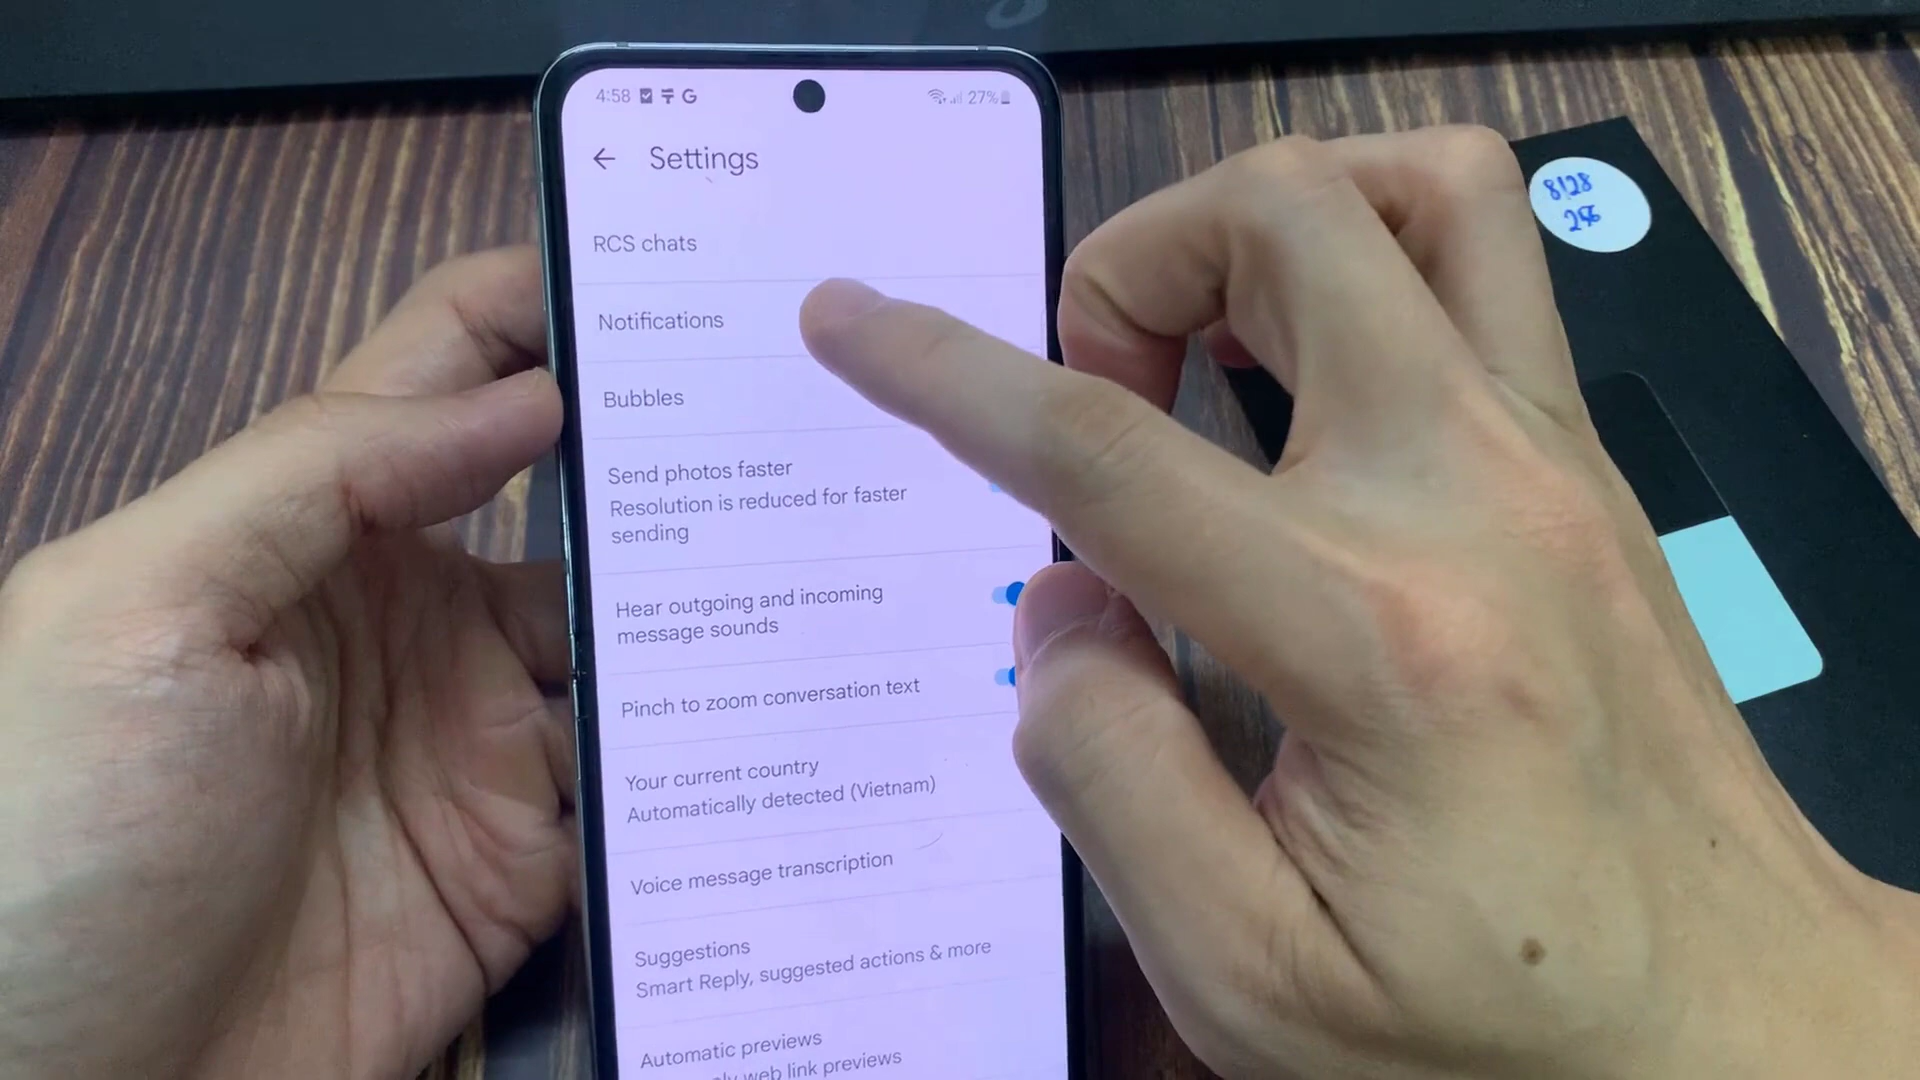 4:58
27%
Settings
RCS chats
Notifications
Bubbles
Send photos faster
Resolution is reduced for faster
sending
Hear outgoing and incoming
message sounds
Pinch to zoom conversation text
Your current country
Automatically detected (Vietnam)
Voice message transcription
Suggestions
Smart Reply, suggested actions & more
Automatic previews
web link previews
8128
256